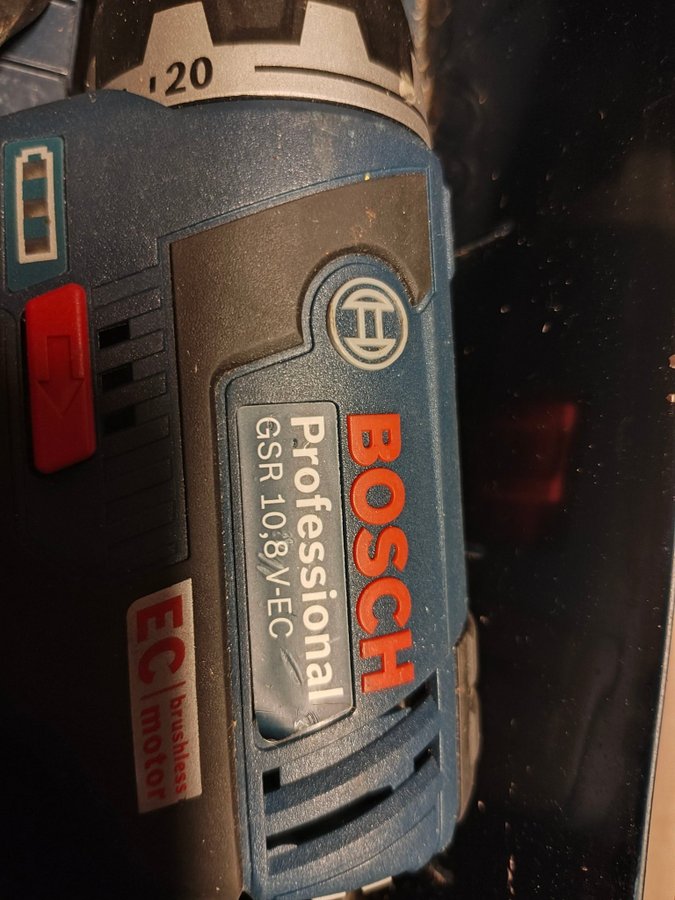 20
BOSCH
Professional
GSR 10,8 V-EC
EC brushless
motor